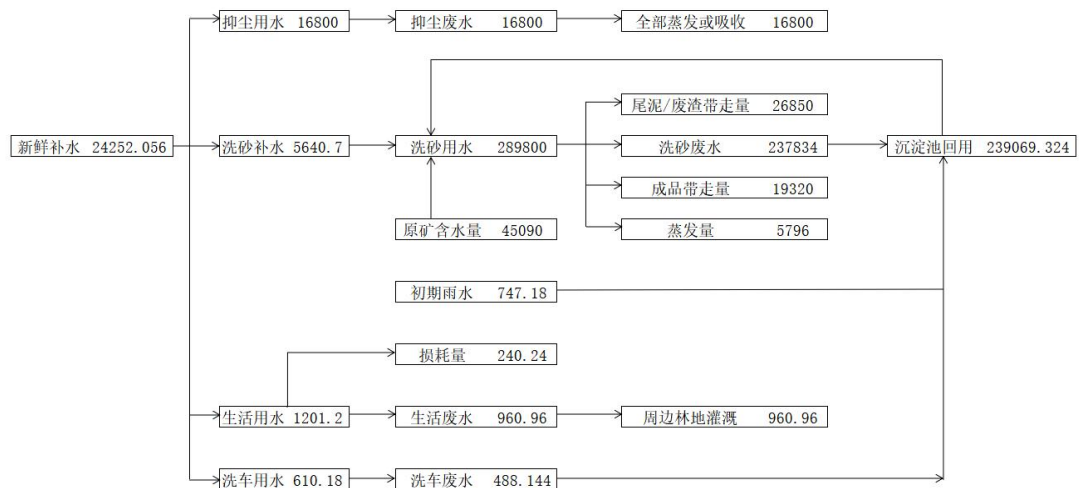 抑尘用水 16800
抑尘废水 16800
全部蒸发或吸收 16800
尾泥/废渣带走量 26850
新鲜补水 24252.056
洗砂补水 5640.7
洗砂用水 289800
洗砂废水 237834
沉淀池回用 239069.324
成品带走量 19320
原矿含水量 45090
蒸发量 5796
初期雨水 747.18
损耗量 240.24
生活用水 1201.2
生活废水 960.96
周边林地灌溉 960.96
洗车用水 610.18
洗车废水 488.144